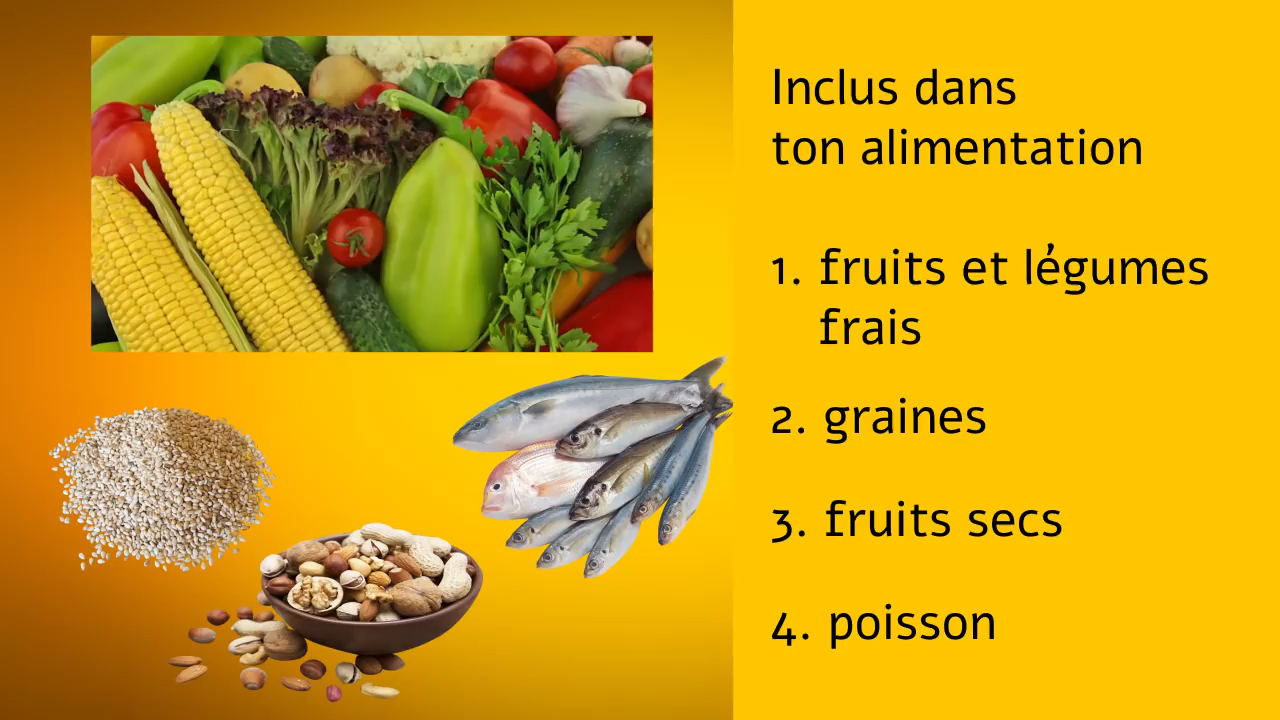 Inclus dans
ton alimentation
1. fruits et légumes
frais
2. graines
3. fruits secs
4. poisson